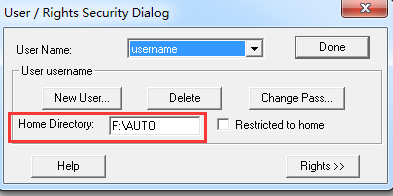 User / Rights Security Dialog
User Name: username Done
User username
New User... Delete Change Pass...
Home Directory: F:\AUTO Restricted to home
Help Rights >>